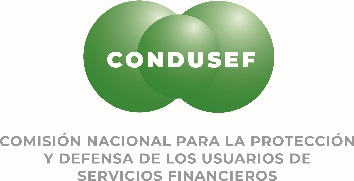 CONDUSEF
COMISIÓN NACIONAL PARA LA PROTECCIÓN
Y DEFENSA DE LOS USUARIOS DE
SERVICIOS FINANCIEROS